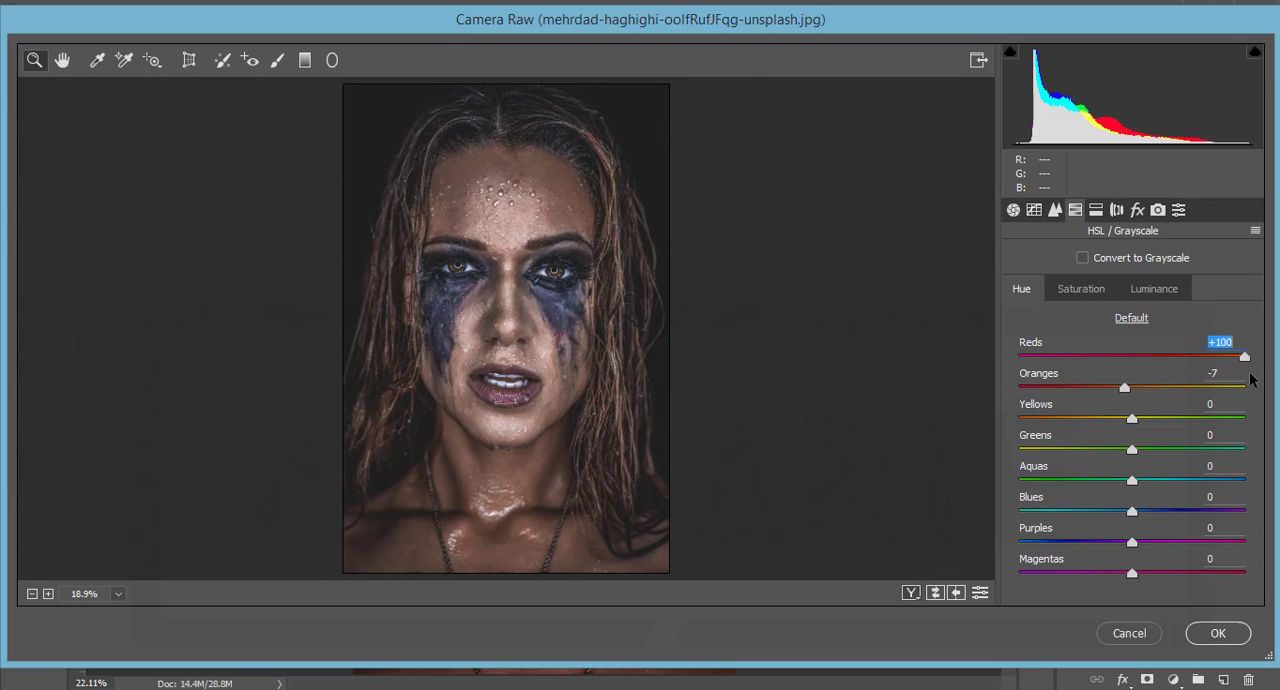 Camera Raw (mehrdad-haghighi-oolfRufJFqg-unsplash.jpg)
R: ---
G: ---
B: ---
fx
HSL / Grayscale
Convert to Grayscale
Hue Saturation Luminance
Default
Reds +100
Oranges -7
Yellows 0
Greens 0
Aquas 0
Blues 0
Purples 0
Magentas 0
18.9%
Y
Cancel OK
22.11% Doc: 14.4M/28.8M
fx